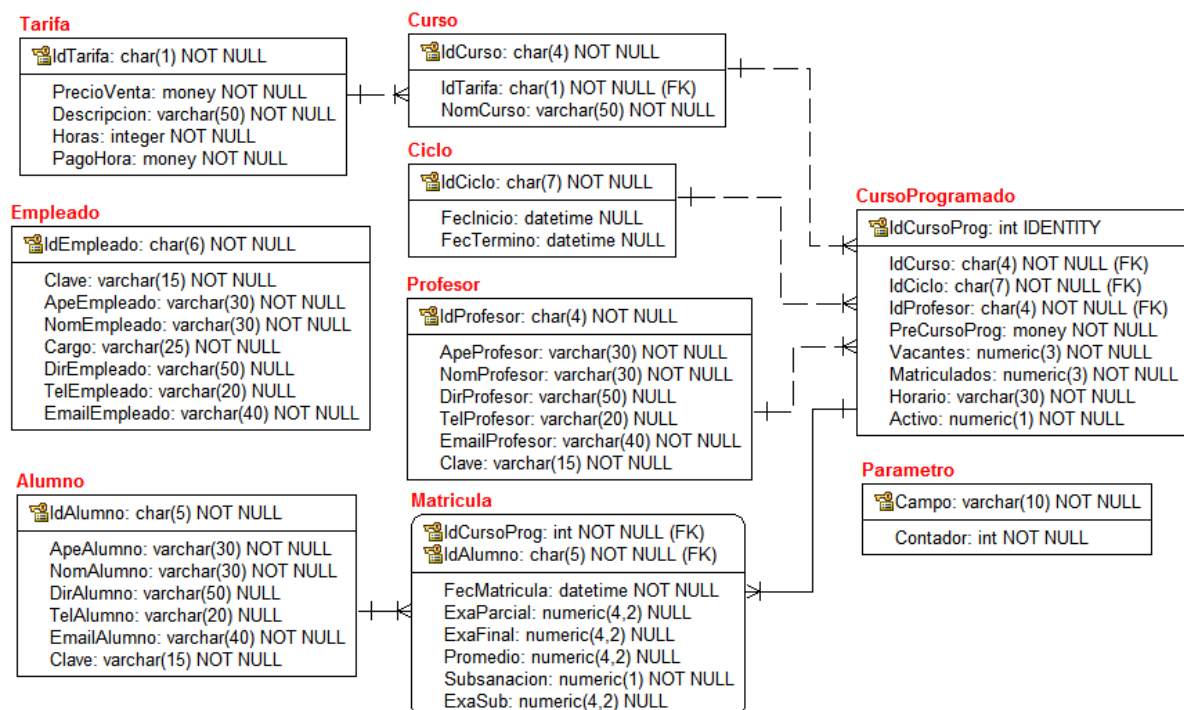 Tarifa
IdTarifa: char(1) NOT NULL
PrecioVenta: money NOT NULL
Descripcion: varchar(50) NOT NULL
Horas: integer NOT NULL
PagoHora: money NOT NULL
Curso
IdCurso: char(4) NOT NULL
IdTarifa: char(1) NOT NULL (FK)
NomCurso: varchar(50) NOT NULL
Ciclo
IdCiclo: char(7) NOT NULL
FecInicio: datetime NULL
FecTermino: datetime NULL
CursoProgramado
IdCursoProg: int IDENTITY
IdCurso: char(4) NOT NULL (FK)
IdCiclo: char(7) NOT NULL (FK)
IdProfesor: char(4) NOT NULL (FK)
PreCursoProg: money NOT NULL
Vacantes: numeric(3) NOT NULL
Matriculados: numeric(3) NOT NULL
Horario: varchar(30) NOT NULL
Activo: numeric(1) NOT NULL
Empleado
IdEmpleado: char(6) NOT NULL
Clave: varchar(15) NOT NULL
ApeEmpleado: varchar(30) NOT NULL
NomEmpleado: varchar(30) NOT NULL
Cargo: varchar(25) NOT NULL
DirEmpleado: varchar(50) NOT NULL
TelEmpleado: varchar(20) NOT NULL
EmailEmpleado: varchar(40) NOT NULL
Profesor
IdProfesor: char(4) NOT NULL
ApeProfesor: varchar(30) NOT NULL
NomProfesor: varchar(30) NOT NULL
DirProfesor: varchar(50) NULL
TelProfesor: varchar(20) NULL
EmailProfesor: varchar(40) NOT NULL
Clave: varchar(15) NOT NULL
Alumno
IdAlumno: char(5) NOT NULL
ApeAlumno: varchar(30) NOT NULL
NomAlumno: varchar(30) NOT NULL
DirAlumno: varchar(50) NULL
TelAlumno: varchar(20) NULL
EmailAlumno: varchar(40) NOT NULL
Clave: varchar(15) NOT NULL
Matricula
IdCursoProg: int NOT NULL (FK)
IdAlumno: char(5) NOT NULL (FK)
FecMatricula: datetime NOT NULL
ExaParcial: numeric(4,2) NULL
ExaFinal: numeric(4,2) NULL
Promedio: numeric(4,2) NULL
Subsanacion: numeric(1) NOT NULL
ExaSub: numeric(4,2) NULL
Parametro
Campo: varchar(10) NOT NULL
Contador: int NOT NULL